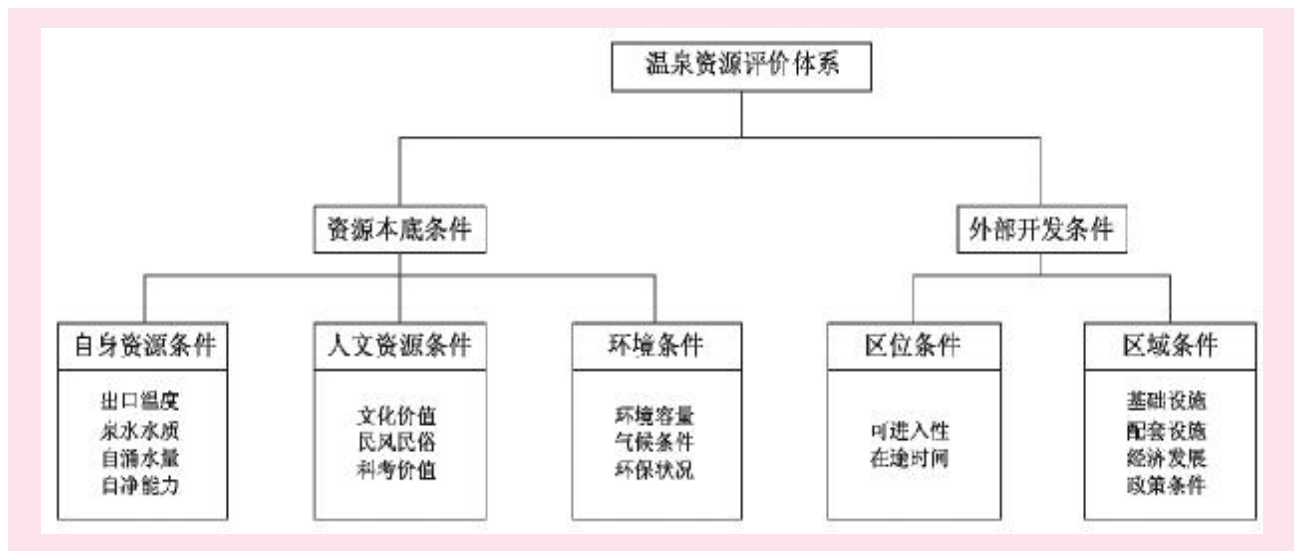 温泉资源评价体系
资源本底条件
外部开发条件
自身资源条件
出口温度
泉水水质
自涌水量
自净能力
人文资源条件
文化价值
民风民俗
科考价值
环境条件
环境容量
气候条件
环保状况
区位条件
可进入性
在途时间
区域条件
基础设施
配套设施
经济发展
政策条件